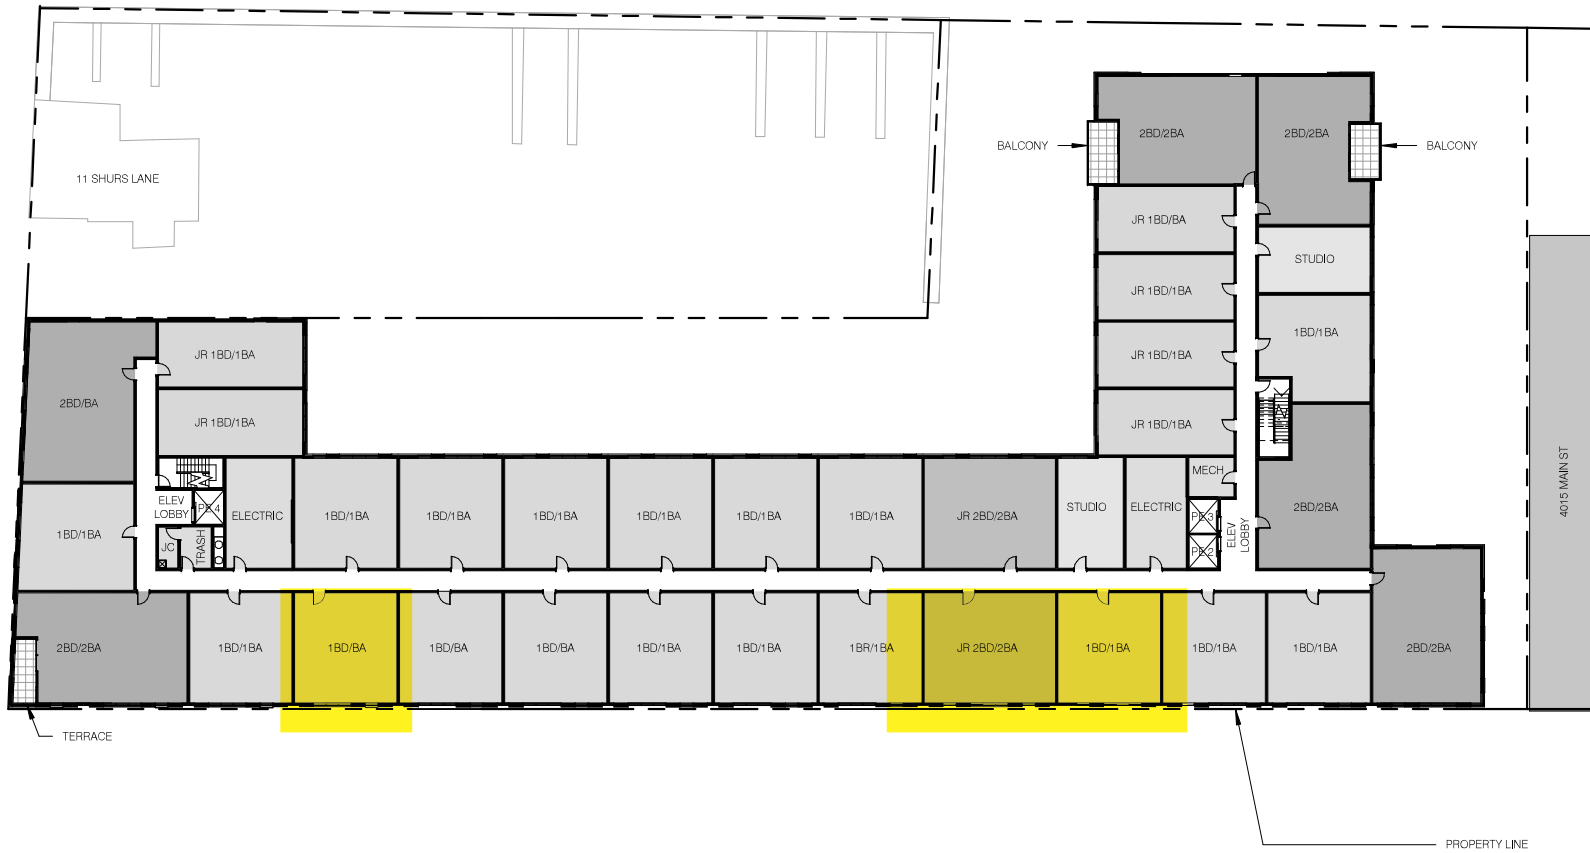 2BD/2BA
2BD/2BA
BALCONY
BALCONY
11 SHURS LANE
JR 1BD/BA
STUDIO
JR 1BD/1BA
1BD/1BA
JR 1BD/1BA
JR 1BD/1BA
2BD/BA
JR 1BD/1BA
JR 1BD/1BA
MECH
4015 MAIN ST
ELEV
LOBBY
PE 4
ELECTRIC
1BD/1BA
1BD/1BA
1BD/1BA
1BD/1BA
1BD/1BA
1BD/1BA
JR 2BD/2BA
STUDIO
ELECTRIC
PE 3
PE 2
ELEV
LOBBY
2BD/2BA
1BD/1BA
JC
TRASH
2BD/2BA
1BD/1BA
1BD/BA
1BD/BA
1BD/BA
1BD/1BA
1BD/1BA
1BR/1BA
JR 2BD/2BA
1BD/1BA
1BD/1BA
1BD/1BA
2BD/2BA
TERRACE
PROPERTY LINE